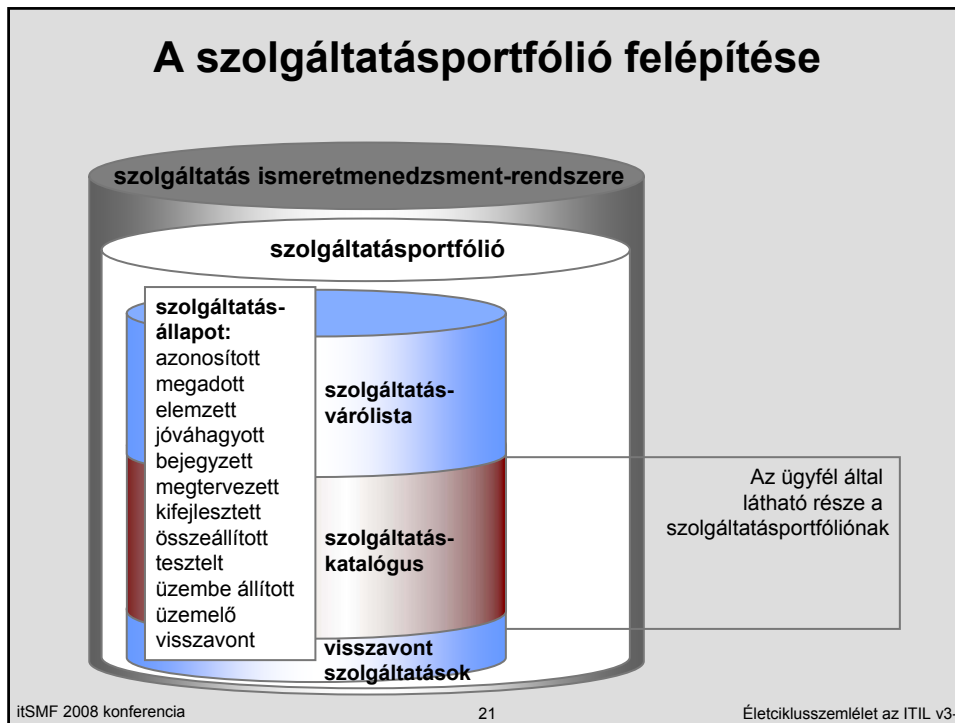 A szolgáltatásportfólió felépítése
szolgáltatás ismeretmenedzsment-rendszere
szolgáltatásportfólió
szolgáltatás-
állapot:
azonosított
megadott
elemzett
jóváhagyott
bejegyzett
megtervezett
kifejlesztett
összeállított
tesztelt
üzembe állított
üzemelő
visszavont
szolgáltatás-
várólista
szolgáltatás-
katalógus
visszavont
szolgáltatások
Az ügyfél által
látható része a
szolgáltatásportfóliónak
itSMF 2008 konferencia
21
Életciklusszemlélet az ITIL v3-